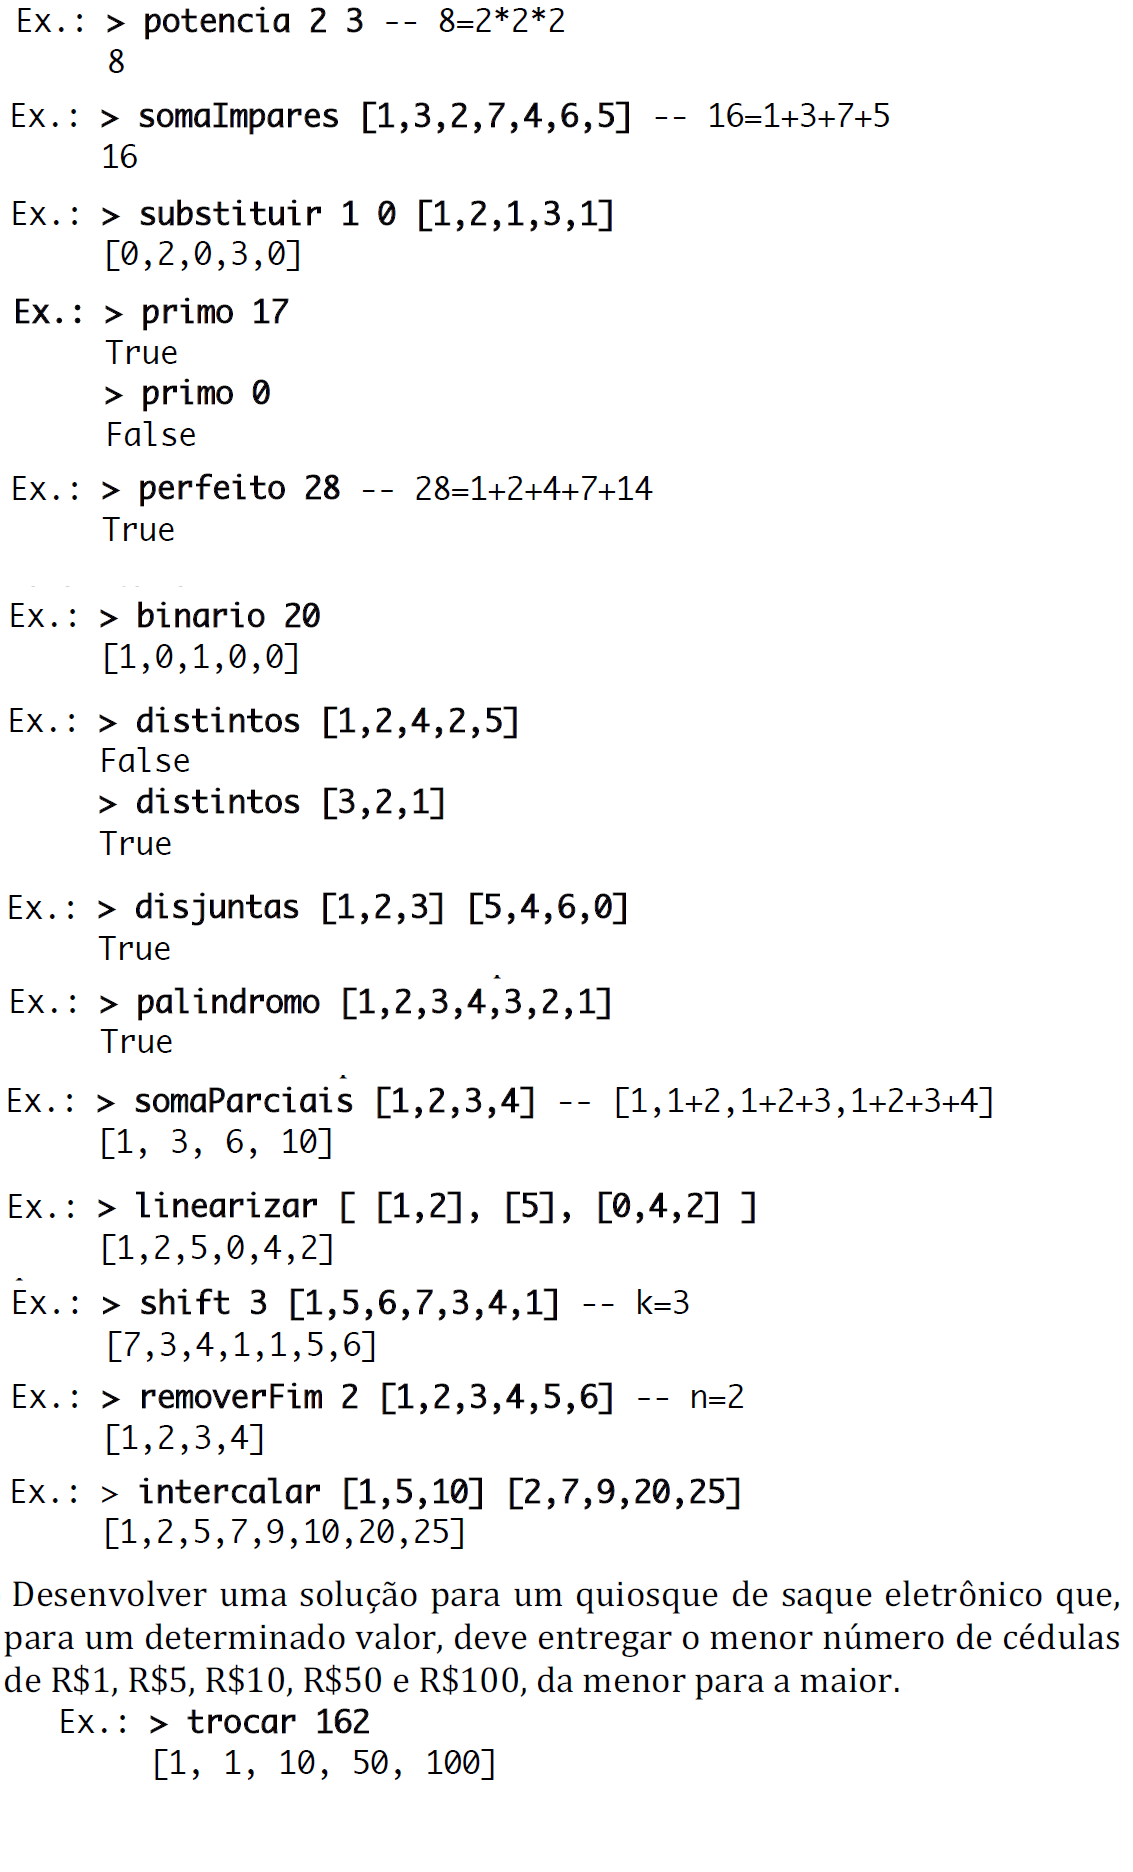 Ex.: > potencia 2 3 -- 8=2*2*2
8
Ex.: > somaImpares [1,3,2,7,4,6,5] -- 16=1+3+7+5
16
Ex.: > substituir 1 0 [1,2,1,3,1]
[0,2,0,3,0]
Ex.: > primo 17
True
> primo 0
False
Ex.: > perfeito 28 -- 28=1+2+4+7+14
True
Ex.: > binario 20
[1,0,1,0,0]
Ex.: > distintos [1,2,4,2,5]
False
> distintos [3,2,1]
True
Ex.: > disjuntas [1,2,3] [5,4,6,0]
True
Ex.: > palindromo [1,2,3,4,3,2,1]
True
Ex.: > somaParciais [1,2,3,4] -- [1,1+2,1+2+3,1+2+3+4]
[1, 3, 6, 10]
Ex.: > linearizar [ [1,2], [5], [0,4,2] ]
[1,2,5,0,4,2]
Ex.: > shift 3 [1,5,6,7,3,4,1] -- k=3
[7,3,4,1,1,5,6]
Ex.: > removerFim 2 [1,2,3,4,5,6] -- n=2
[1,2,3,4]
Ex.: > intercalar [1,5,10] [2,7,9,20,25]
[1,2,5,7,9,10,20,25]
Desenvolver uma solução para um quiosque de saque eletrônico que,
para um determinado valor, deve entregar o menor número de cédulas
de R$1, R$5, R$10, R$50 e R$100, da menor para a maior.
Ex.: > trocar 162
[1, 1, 10, 50, 100]